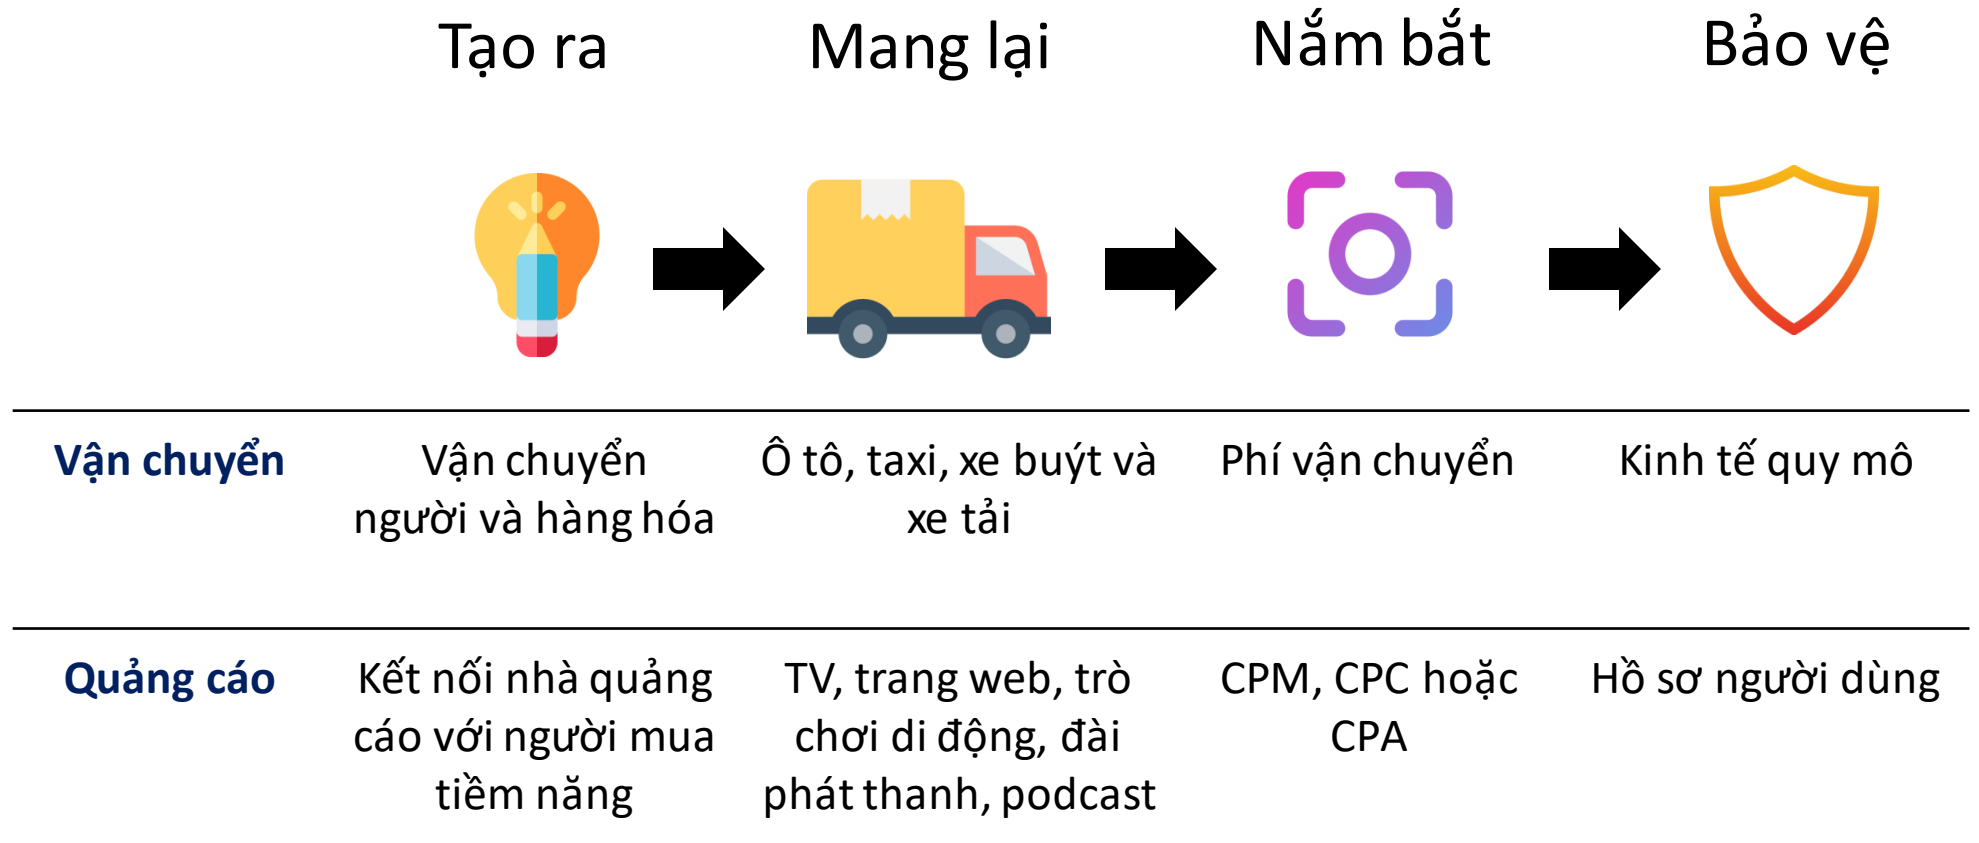 Tạo ra
Mang lại
Nắm bắt
Bảo vệ
Vận chuyển
Vận chuyển
người và hàng hóa
Ô tô, taxi, xe buýt và
xe tải
Phí vận chuyển
Kinh tế quy mô
Quảng cáo
Kết nối nhà quảng
cáo với người mua
tiềm năng
TV, trang web, trò
chơi di động, đài
phát thanh, podcast
CPM, CPC hoặc
CPA
Hồ sơ người dùng